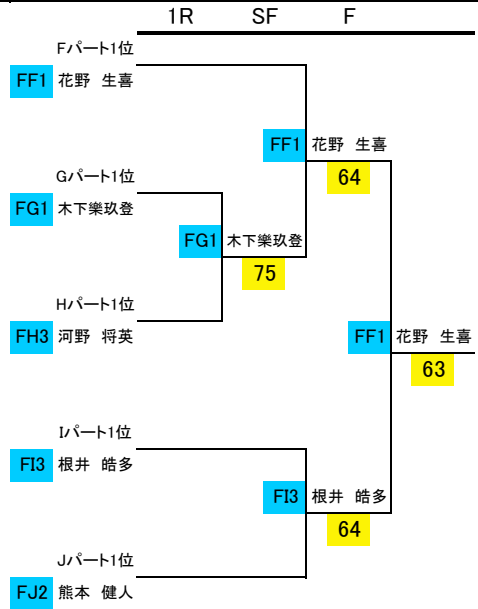 1R SF F
Fパート1位
FF1 花野 生喜
FF1 花野 生喜
64
Gパート1位
FG1 木下樂玖登
FG1 木下樂玖登
75
Hパート1位
FH3 河野 将英
FF1 花野 生喜
63
Iパート1位
FI3 根井 皓多
FI3 根井 皓多
64
Jパート1位
FJ2 熊本 健人